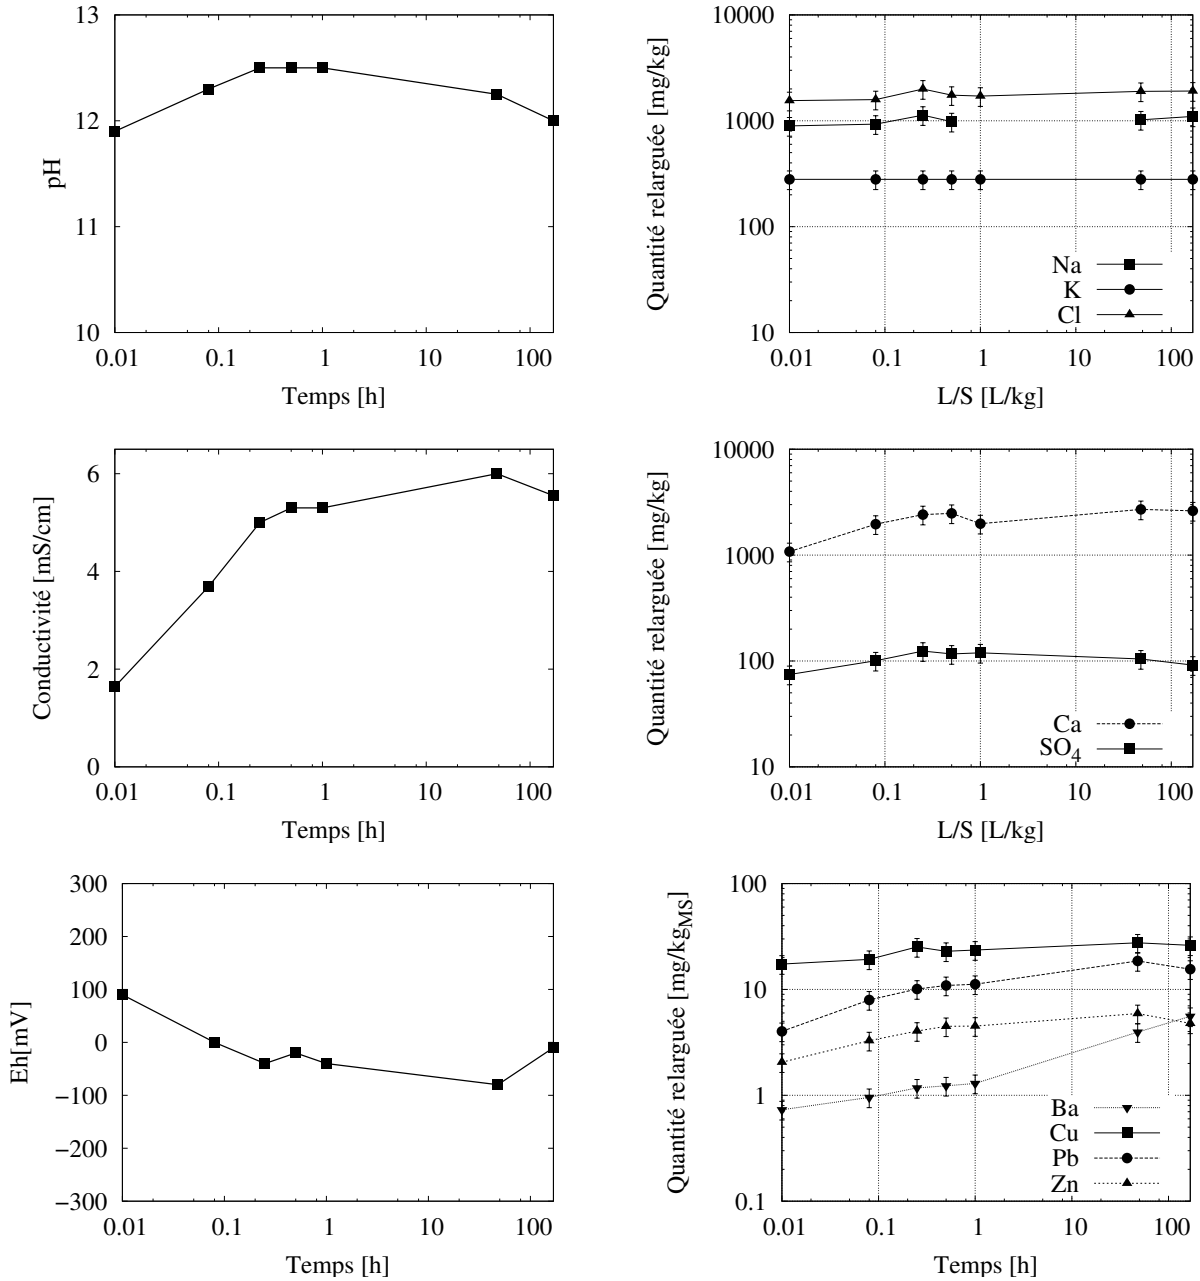 13
12
11
10
pH
0.01 0.1 1 10 100
Temps [h]
10000
1000
100
10
Quantité relarguée [mg/kg]
Na
K
Cl
0.01 0.1 1 10 100
L/S [L/kg]
6
4
2
0
Conductivité [mS/cm]
0.01 0.1 1 10 100
Temps [h]
10000
1000
100
10
Quantité relarguée [mg/kg]
Ca
SO4
0.01 0.1 1 10 100
L/S [L/kg]
300
200
100
0
−100
−200
−300
Eh[mV]
0.01 0.1 1 10 100
Temps [h]
100
10
1
0.1
Quantité relarguée [mg/kgMS]
Ba
Cu
Pb
Zn
0.01 0.1 1 10 100
Temps [h]